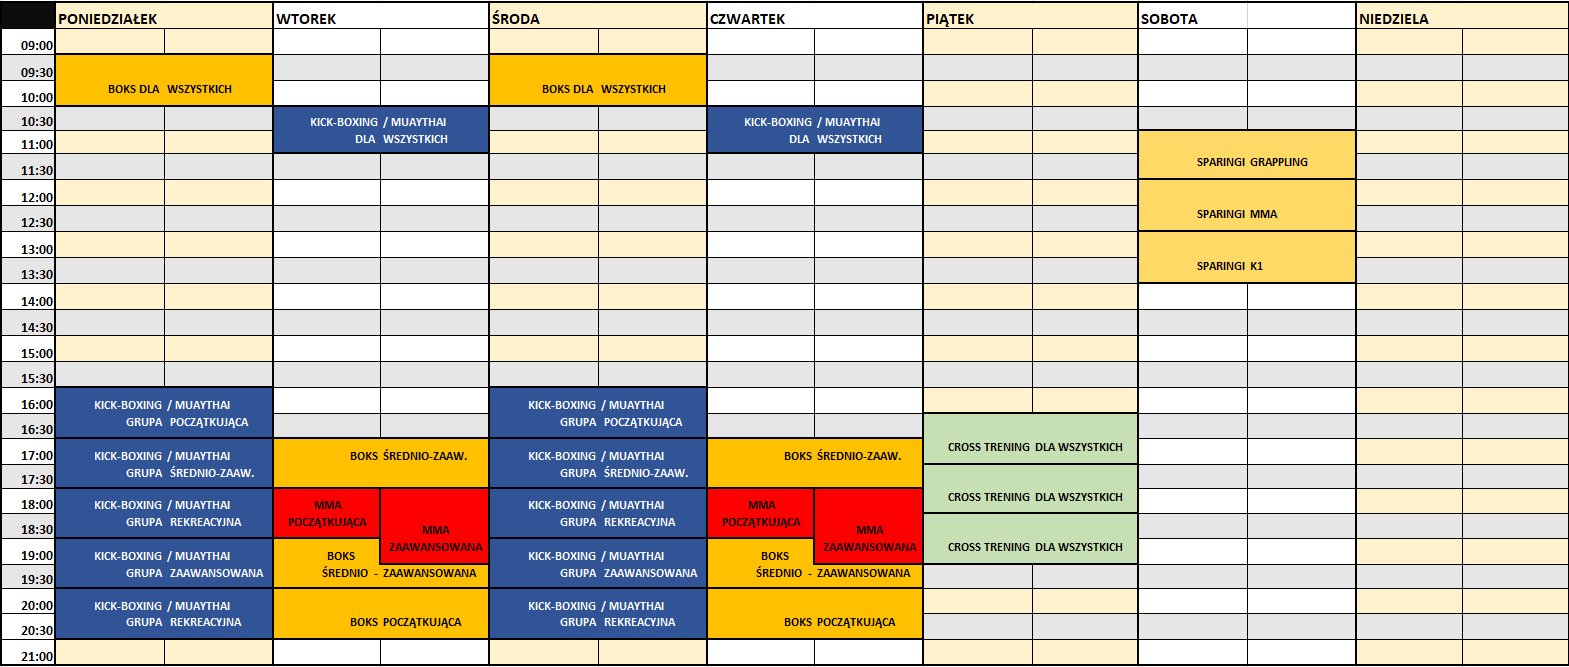 PONIEDZIAŁEK WTOREK ŚRODA CZWARTEK PIĄTEK SOBOTA NIEDZIELA
09:00
09:30
BOKS DLA WSZYSTKICH BOKS DLA WSZYSTKICH
10:00
10:30 KICK-BOXING / MUAYTHAI KICK-BOXING / MUAYTHAI
DLA WSZYSTKICH DLA WSZYSTKICH
11:00
SPARINGI GRAPPLING
11:30
12:00
SPARINGI MMA
12:30
13:00
SPARINGI K1
13:30
14:00
14:30
15:00
15:30
16:00 KICK-BOXING / MUAYTHAI KICK-BOXING / MUAYTHAI
GRUPA POCZĄTKUJĄCA GRUPA POCZĄTKUJĄCA
16:30
CROSS TRENING DLA WSZYSTKICH
17:00 KICK-BOXING / MUAYTHAI BOKS ŚREDNIO-ZAAW. KICK-BOXING / MUAYTHAI BOKS ŚREDNIO-ZAAW.
GRUPA ŚREDNIO-ZAAW. GRUPA ŚREDNIO-ZAAW.
17:30
CROSS TRENING DLA WSZYSTKICH
18:00 KICK-BOXING / MUAYTHAI MMA KICK-BOXING / MUAYTHAI MMA
GRUPA REKREACYJNA POCZĄTKUJĄCA GRUPA REKREACYJNA POCZĄTKUJĄCA
18:30 MMA MMA
ZAAWANSOWANA ZAAWANSOWANA CROSS TRENING DLA WSZYSTKICH
19:00 KICK-BOXING / MUAYTHAI BOKS KICK-BOXING / MUAYTHAI BOKS
GRUPA ZAAWANSOWANA ŚREDNIO - ZAAWANSOWANA GRUPA ZAAWANSOWANA ŚREDNIO - ZAAWANSOWANA
19:30
20:00 KICK-BOXING / MUAYTHAI KICK-BOXING / MUAYTHAI
GRUPA REKREACYJNA BOKS POCZĄTKUJĄCA GRUPA REKREACYJNA BOKS POCZĄTKUJĄCA
20:30
21:00